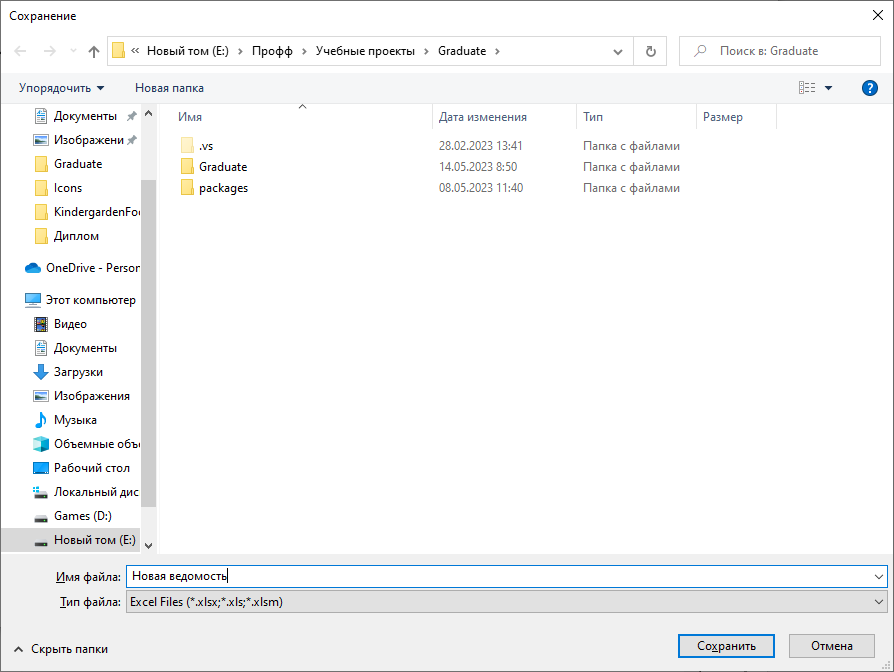 Сохранение
« Новый том (E:) › Профф › Учебные проекты › Graduate ›
Поиск в: Graduate
Упорядочить
Новая папка
?
Документы
Изображени
Graduate
Icons
KindergardenFoo
Диплом
OneDrive - Person
Этот компьютер
Видео
Документы
Загрузки
Изображения
Музыка
Объемные объ
Рабочий стол
Локальный дис
Games (D:)
Новый том (E:)
Имя Дата изменения Тип Размер
.vs 28.02.2023 13:41 Папка с файлами
Graduate 14.05.2023 8:50 Папка с файлами
packages 08.05.2023 11:40 Папка с файлами
Имя файла: Новая ведомость
Тип файла: Excel Files (*.xlsx;*.xls;*.xlsm)
Скрыть папки
Сохранить
Отмена